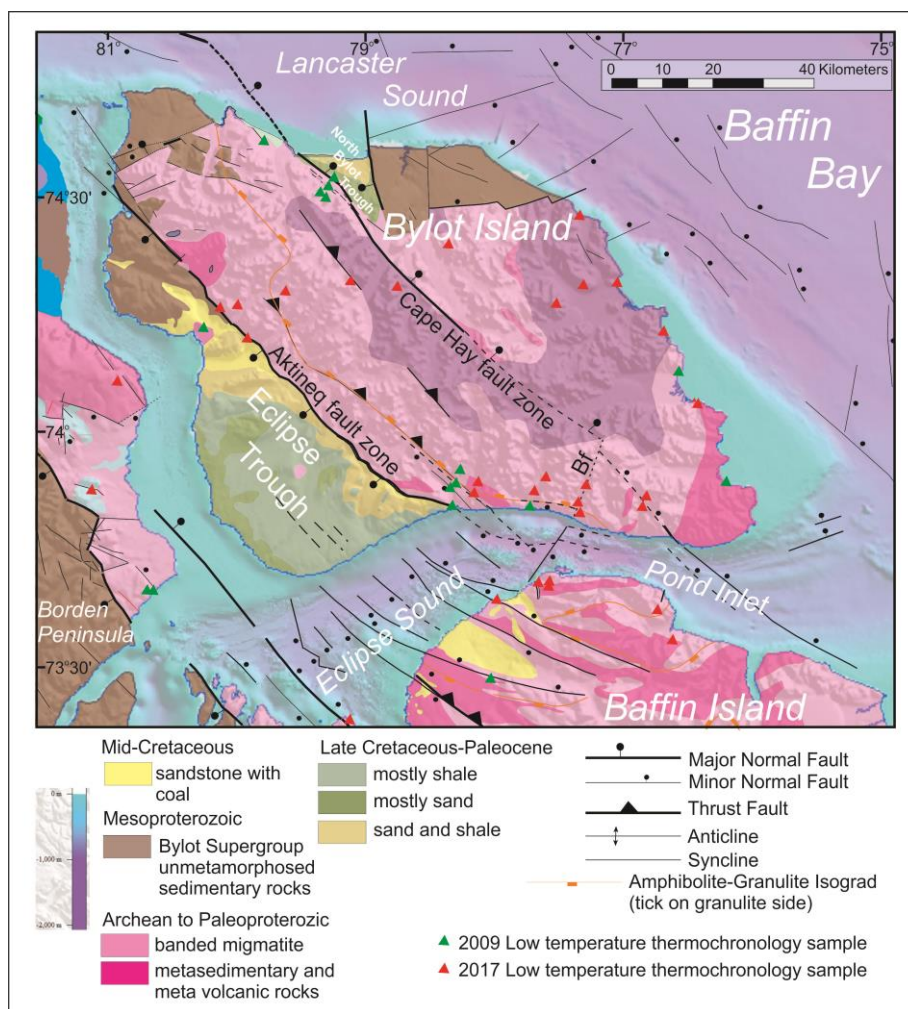 81°
79°
77°
75°
Lancaster
Sound
0 10 20 40 Kilometers
Baffin
Bay
North
Bylot
Trough
74°30'
Bylot Island
Cape Hay fault zone
Aktineq fault zone
Eclipse
Trough
74°
Bf
Pond Inlet
Eclipse Sound
Borden
Peninsula
73°30'
Baffin Island
Mid-Cretaceous
sandstone with
coal
Mesoproterozoic
Bylot Supergroup
unmetamorphosed
sedimentary rocks
Archean to Paleoproterozic
banded migmatite
metasedimentary and
meta volcanic rocks
0 m
-1,000 m
-2,000 m
Late Cretaceous-Paleocene
mostly shale
mostly sand
sand and shale
Major Normal Fault
Minor Normal Fault
Thrust Fault
Anticline
Syncline
Amphibolite-Granulite Isograd
(tick on granulite side)
2009 Low temperature thermochronology sample
2017 Low temperature thermochronology sample